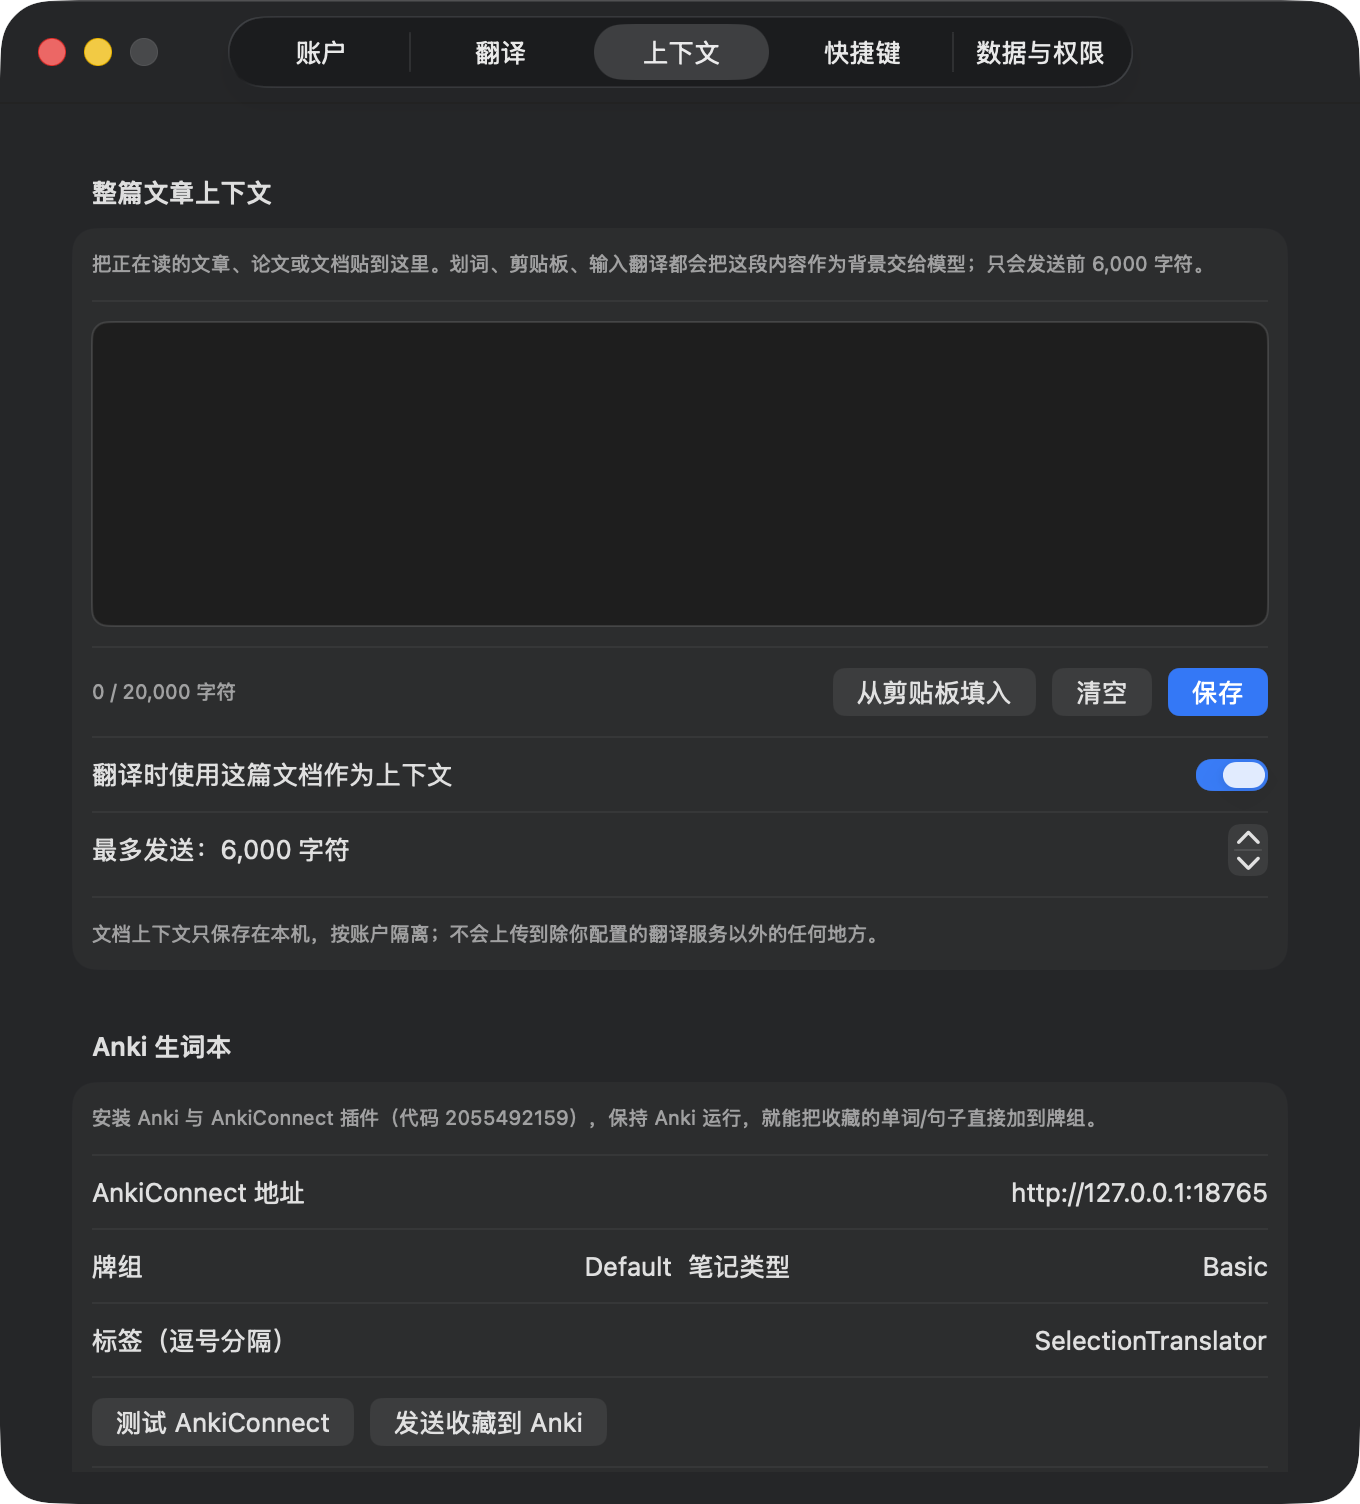 账户 翻译 上下文 快捷键 数据与权限
整篇文章上下文
把正在读的文章、论文或文档贴到这里。划词、剪贴板、输入翻译都会把这段内容作为背景交给模型；只会发送前 6,000 字符。
0 / 20,000 字符 从剪贴板填入 清空 保存
翻译时使用这篇文档作为上下文
最多发送：6,000 字符
文档上下文只保存在本机，按账户隔离；不会上传到除你配置的翻译服务以外的任何地方。
Anki 生词本
安装 Anki 与 AnkiConnect 插件（代码 2055492159），保持 Anki 运行，就能把收藏的单词/句子直接加到牌组。
AnkiConnect 地址 http://127.0.0.1:18765
牌组 Default 笔记类型 Basic
标签（逗号分隔） SelectionTranslator
测试 AnkiConnect 发送收藏到 Anki